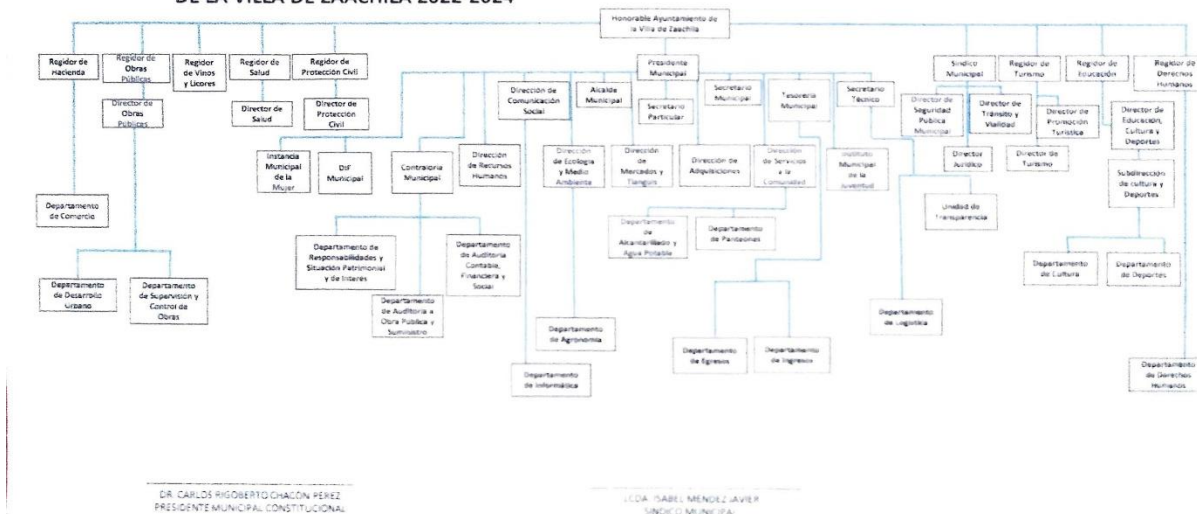 DE LA VILLA DE ZAACHILA 2022-2024
Honorable Ayuntamiento de
la Villa de Zaachila
Regidor de
Hacienda
Regidor de
Obras
Públicas
Regidor
de Vinos
y Licores
Regidor de
Salud
Regidor de
Protección Civil
Presidente
Municipal
Sindico
Municipal
Regidor de
Turismo
Regidor de
Educación
Regidor de
Derechos
Humanos
Director de
Obras
Públicas
Director de
Salud
Director de
Protección
Civil
Dirección de
Comunicación
Social
Alcalde
Municipal
Secretario
Particular
Secretario
Municipal
Tesorería
Municipal
Secretario
Técnico
Director de
Seguridad
Pública
Municipal
Director de
Tránsito y
Vialidad
Director de
Promoción
Turística
Director de
Educación,
Cultura y
Deportes
Instancia
Municipal
de la
Mujer
DIF
Municipal
Contraloría
Municipal
Dirección
de Recursos
Humanos
Dirección
de Ecología
y Medio
Ambiente
Dirección
de
Mercados y
Tianguis
Dirección de
Adquisiciones
Dirección
de Servicios
a la
Comunidad
Instituto
Municipal
de la
Juventud
Director
Jurídico
Director de
Turismo
Subdirección
de cultura y
Deportes
Departamento
de Comercio
Unidad de
Transparencia
Departamento
de
Alcantarillado y
Agua Potable
Departamento
de Panteones
Departamento de
Responsabilidades y
Situación Patrimonial
y de Interés
Departamento
de Auditoria
Contable,
Financiera y
Social
Departamento
de Cultura
Departamento
de Deportes
Departamento
de Desarrollo
Urbano
Departamento
de Supervisión y
Control de
Obras
Departamento
de Auditoria a
Obra Pública y
Suministro
Departamento
de Logística
Departamento
de Agronomía
Departamento
de Egresos
Departamento
de Ingresos
Departamento
de Informática
Departamento
de Derechos
Humanos
DR. CARLOS RIGOBERTO CHACÓN PÉREZ
PRESIDENTE MUNICIPAL CONSTITUCIONAL
LCDA. ISABEL MÉNDEZ JAVIER
SINDICO MUNICIPAL